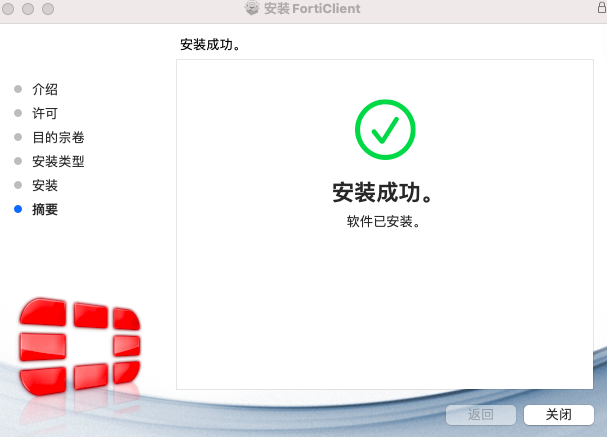 安装 FortiClient
安装成功。
介绍
许可
目的宗卷
安装类型
安装
摘要
安装成功。
软件已安装。
返回
关闭